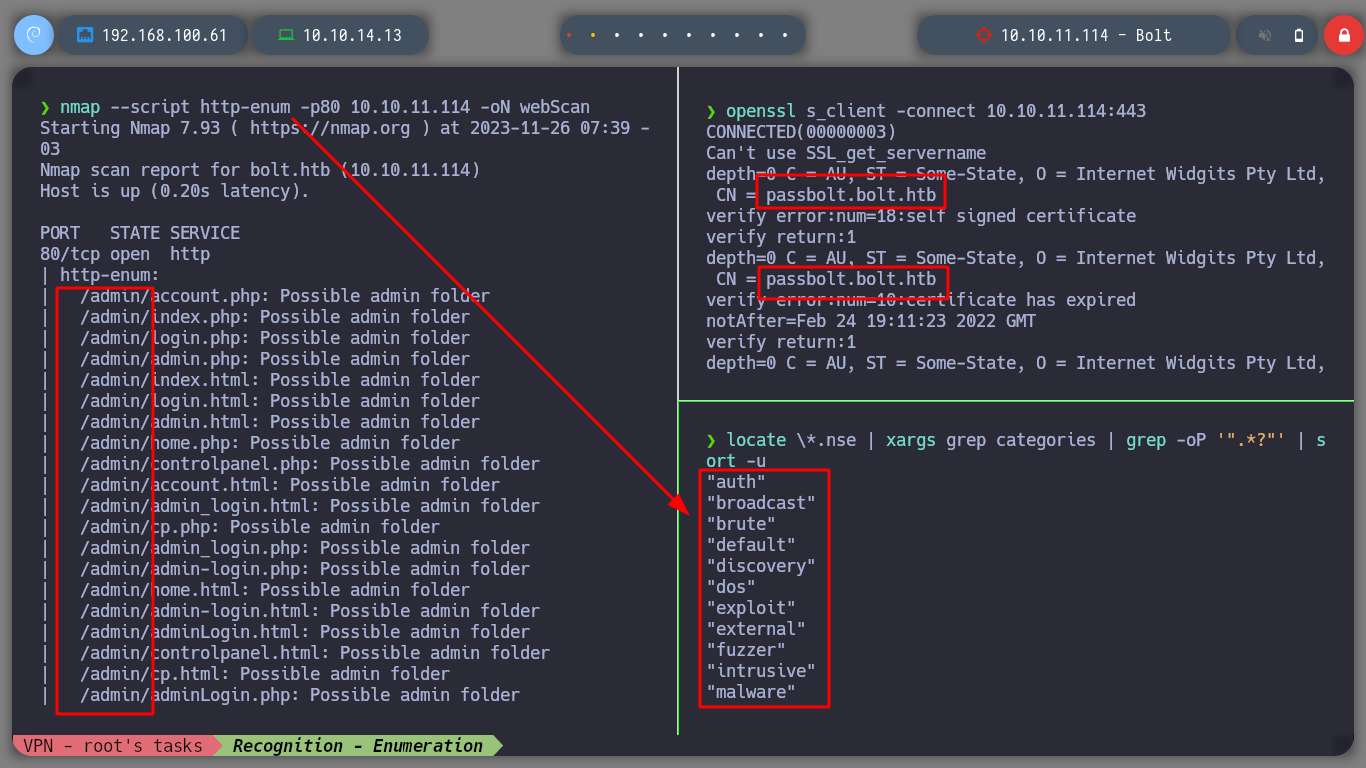 192.168.100.61
10.10.14.13
10.10.11.114 - Bolt
❯ nmap --script http-enum -p80 10.10.11.114 -oN webScan
Starting Nmap 7.93 ( https://nmap.org ) at 2023-11-26 07:39 -
03
Nmap scan report for bolt.htb (10.10.11.114)
Host is up (0.20s latency).
PORT   STATE SERVICE
80/tcp open  http
| http-enum:
|   /admin/account.php: Possible admin folder
|   /admin/index.php: Possible admin folder
|   /admin/login.php: Possible admin folder
|   /admin/admin.php: Possible admin folder
|   /admin/index.html: Possible admin folder
|   /admin/login.html: Possible admin folder
|   /admin/admin.html: Possible admin folder
|   /admin/home.php: Possible admin folder
|   /admin/controlpanel.php: Possible admin folder
|   /admin/account.html: Possible admin folder
|   /admin/admin_login.html: Possible admin folder
|   /admin/cp.php: Possible admin folder
|   /admin/admin_login.php: Possible admin folder
|   /admin/admin-login.php: Possible admin folder
|   /admin/home.html: Possible admin folder
|   /admin/admin-login.html: Possible admin folder
|   /admin/adminLogin.html: Possible admin folder
|   /admin/controlpanel.html: Possible admin folder
|   /admin/cp.html: Possible admin folder
|   /admin/adminLogin.php: Possible admin folder
❯ openssl s_client -connect 10.10.11.114:443
CONNECTED(00000003)
Can't use SSL_get_servername
depth=0 C = AU, ST = Some-State, O = Internet Widgits Pty Ltd,
 CN = passbolt.bolt.htb
verify error:num=18:self signed certificate
verify return:1
depth=0 C = AU, ST = Some-State, O = Internet Widgits Pty Ltd,
 CN = passbolt.bolt.htb
verify error:num=10:certificate has expired
notAfter=Feb 24 19:11:23 2022 GMT
verify return:1
depth=0 C = AU, ST = Some-State, O = Internet Widgits Pty Ltd,
❯ locate \*.nse | xargs grep categories | grep -oP '".*?"' | s
ort -u
"auth"
"broadcast"
"brute"
"default"
"discovery"
"dos"
"exploit"
"external"
"fuzzer"
"intrusive"
"malware"
VPN - root's tasks
Recognition - Enumeration